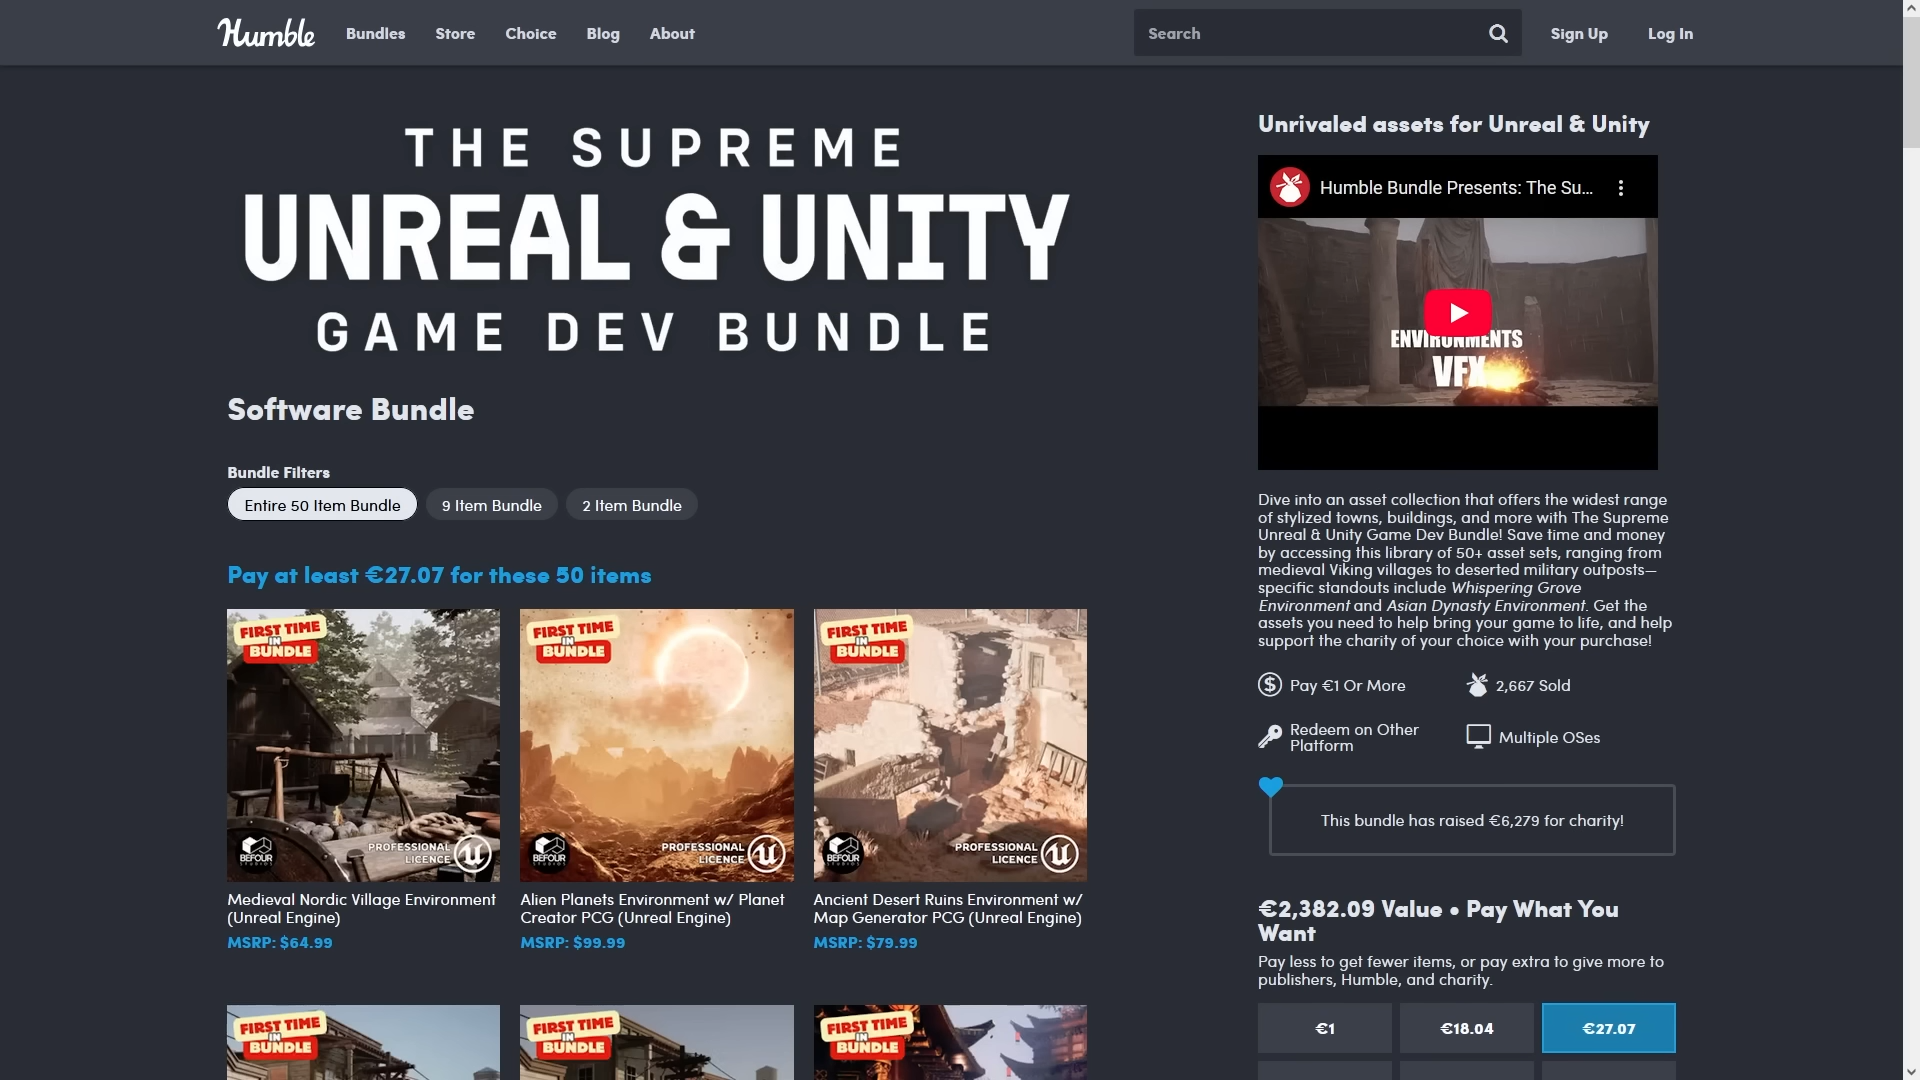 Humble
Bundles
Store
Choice
Blog
About
Search
Sign Up
Log In
THE SUPREME
UNREAL & UNITY
GAME DEV BUNDLE
Software Bundle
Bundle Filters
Entire 50 Item Bundle
9 Item Bundle
2 Item Bundle
Pay at least €27.07 for these 50 items
FIRST TIME
IN
BUNDLE
BEFOUR
STUDIOS
PROFESSIONAL
LICENCE
Medieval Nordic Village Environment
(Unreal Engine)
MSRP: $64.99
FIRST TIME
IN
BUNDLE
BEFOUR
STUDIOS
PROFESSIONAL
LICENCE
Alien Planets Environment w/ Planet
Creator PCG (Unreal Engine)
MSRP: $99.99
FIRST TIME
IN
BUNDLE
BEFOUR
STUDIOS
PROFESSIONAL
LICENCE
Ancient Desert Ruins Environment w/
Map Generator PCG (Unreal Engine)
MSRP: $79.99
FIRST TIME
IN
BUNDLE
FIRST TIME
IN
BUNDLE
FIRST TIME
IN
BUNDLE
Unrivaled assets for Unreal & Unity
Humble Bundle Presents: The Su...
ENVIRONMENTS
VFX
Dive into an asset collection that offers the widest range
of stylized towns, buildings, and more with The Supreme
Unreal & Unity Game Dev Bundle! Save time and money
by accessing this library of 50+ asset sets, ranging from
medieval Viking villages to deserted military outposts—
specific standouts include Whispering Grove
Environment and Asian Dynasty Environment. Get the
assets you need to help bring your game to life, and help
support the charity of your choice with your purchase!
Pay €1 Or More
2,667 Sold
Redeem on Other
Platform
Multiple OSes
This bundle has raised €6,279 for charity!
€2,382.09 Value • Pay What You
Want
Pay less to get fewer items, or pay extra to give more to
publishers, Humble, and charity.
€1
€18.04
€27.07